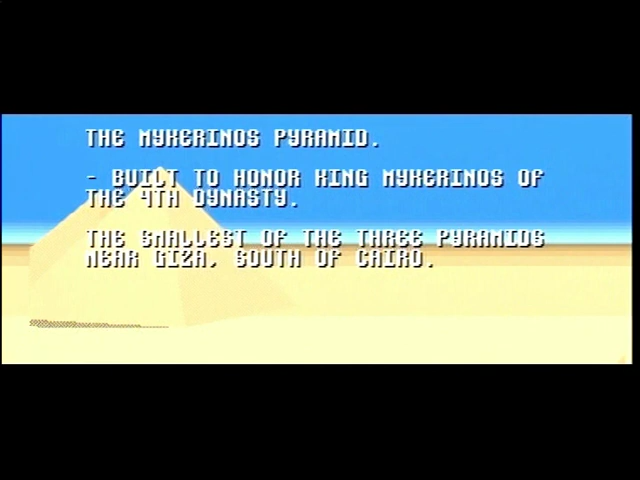 THE MYKERINOS PYRAMID.
- BUILT TO HONOR KING MYKERINOS OF
THE 4TH DYNASTY.
THE SMALLEST OF THE THREE PYRAMIDS
NEAR GIZA, SOUTH OF CAIRO.